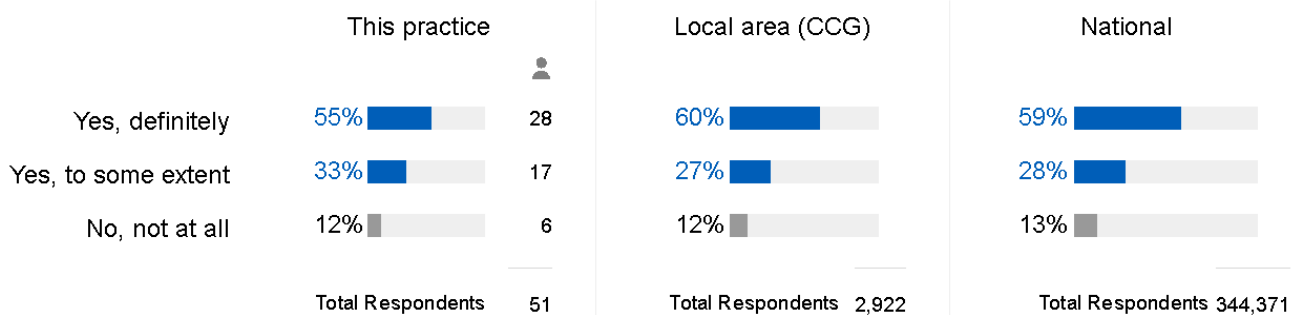 This practice Local area (CCG) National
Yes, definitely 55% 28 60% 59%
Yes, to some extent 33% 17 27% 28%
No, not at all 12% 6 12% 13%
Total Respondents 51 Total Respondents 2,922 Total Respondents 344,371